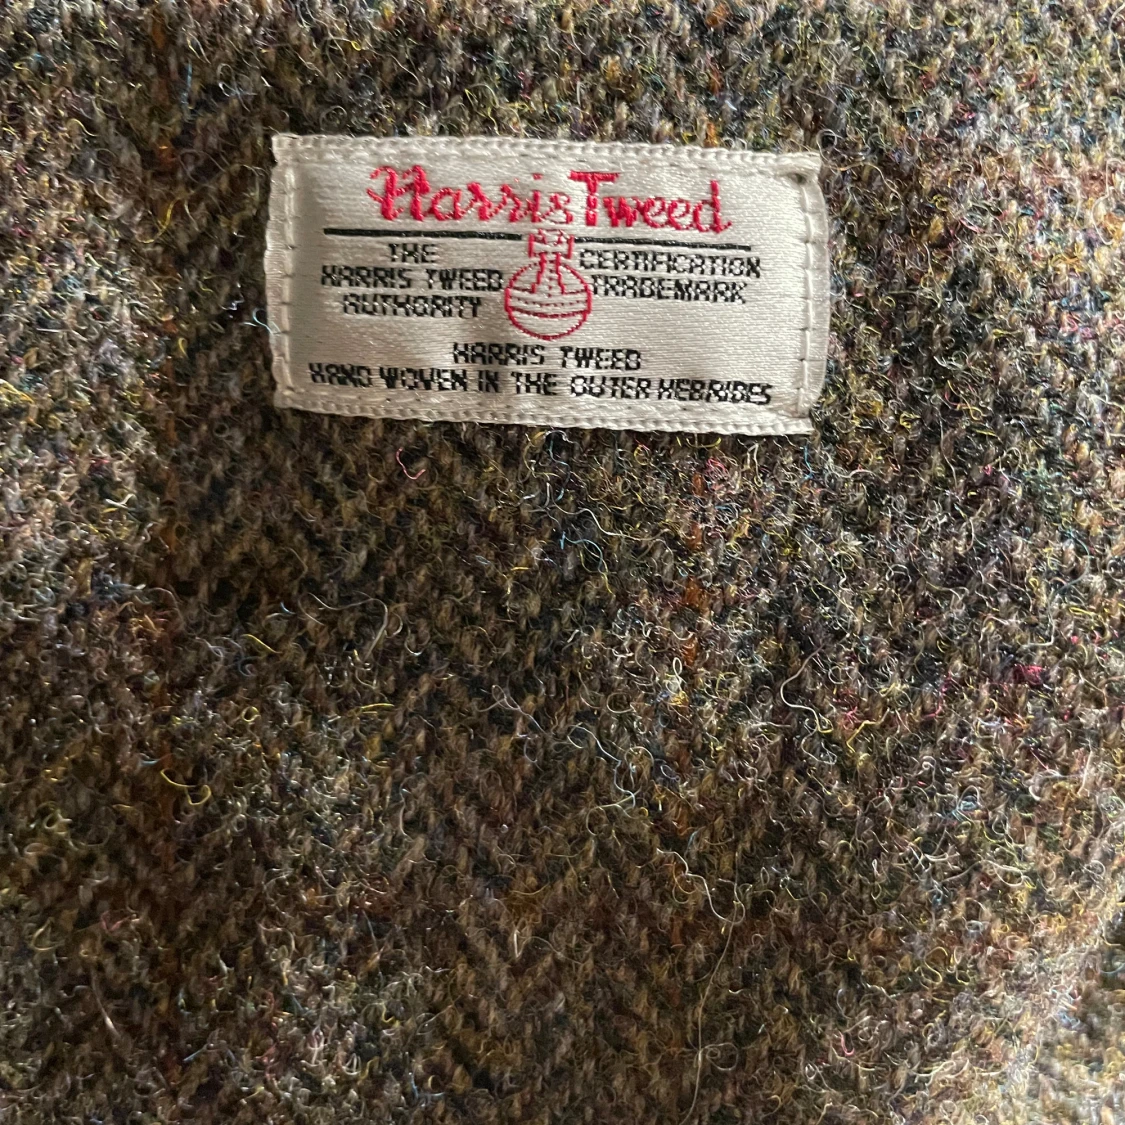 Harris Tweed
THE
HARRIS TWEED
AUTHORITY
CERTIFICATION
TRADEMARK
HARRIS TWEED
HAND WOVEN IN THE OUTER HEBRIDES